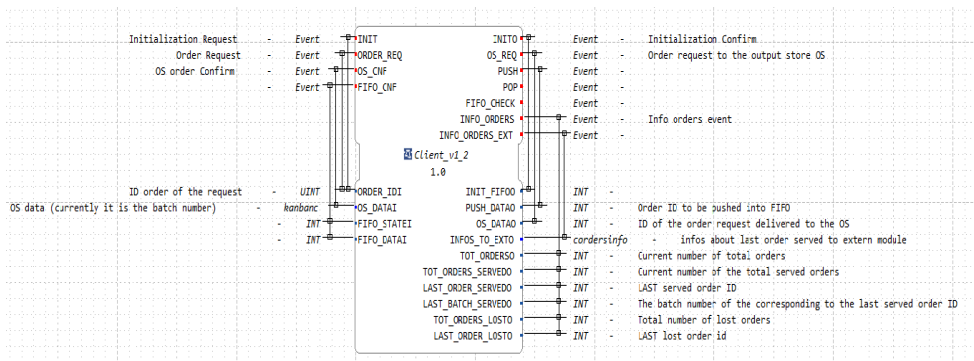 Initialization Request - Event INIT INITO Event - Initialization Confirm
Order Request - Event ORDER_REQ OS_REQ Event - Order request to the output store OS
OS order Confirm - Event OS_CNF PUSH Event -
- Event FIFO_CNF POP Event -
FIFO_CHECK Event -
INFO_ORDERS Event - Info orders event
INFO_ORDERS_EXT Event -
Client_v1_2
1.0
ID order of the request - UINT ORDER_IDI INIT_FIFOO INT -
OS data (currently it is the batch number) - kanbanc OS_DATAI PUSH_DATAO INT - Order ID to be pushed into FIFO
- INT FIFO_STATEI OS_DATAO INT - ID of the order request delivered to the OS
- INT FIFO_DATAI INFOS_TO_EXTO cordersinfo - infos about last order served to extern module
TOT_ORDERSO INT - Current number of total orders
TOT_ORDERS_SERVEDO INT - Current number of the total served orders
LAST_ORDER_SERVEDO INT - LAST served order ID
LAST_BATCH_SERVEDO INT - The batch number of the corresponding to the last served order ID
TOT_ORDERS_LOSTO INT - Total number of lost orders
LAST_ORDER_LOSTO INT - LAST lost order id